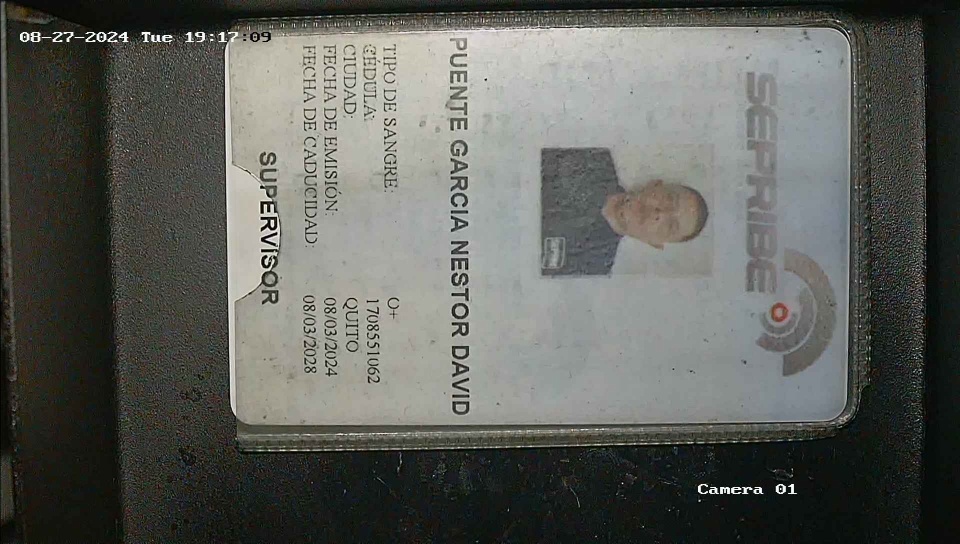 08-27-2024 Tue 19:17:09
SEPRIBE
PUENTE GARCIA NESTOR DAVID
TIPO DE SANGRE: O+
CÉDULA: 1708551062
CIUDAD: QUITO
FECHA DE EMISIÓN: 08/03/2024
FECHA DE CADUCIDAD: 08/03/2028
SUPERVISOR
Camera 01